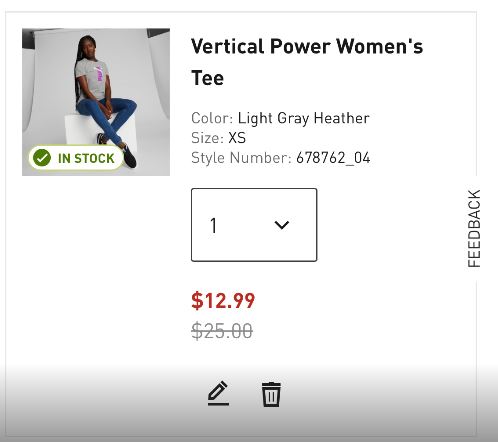 Vertical Power Women's
Tee
Color: Light Gray Heather
Size: XS
Style Number: 678762_04
IN STOCK
1
FEEDBACK
$12.99
$25.00